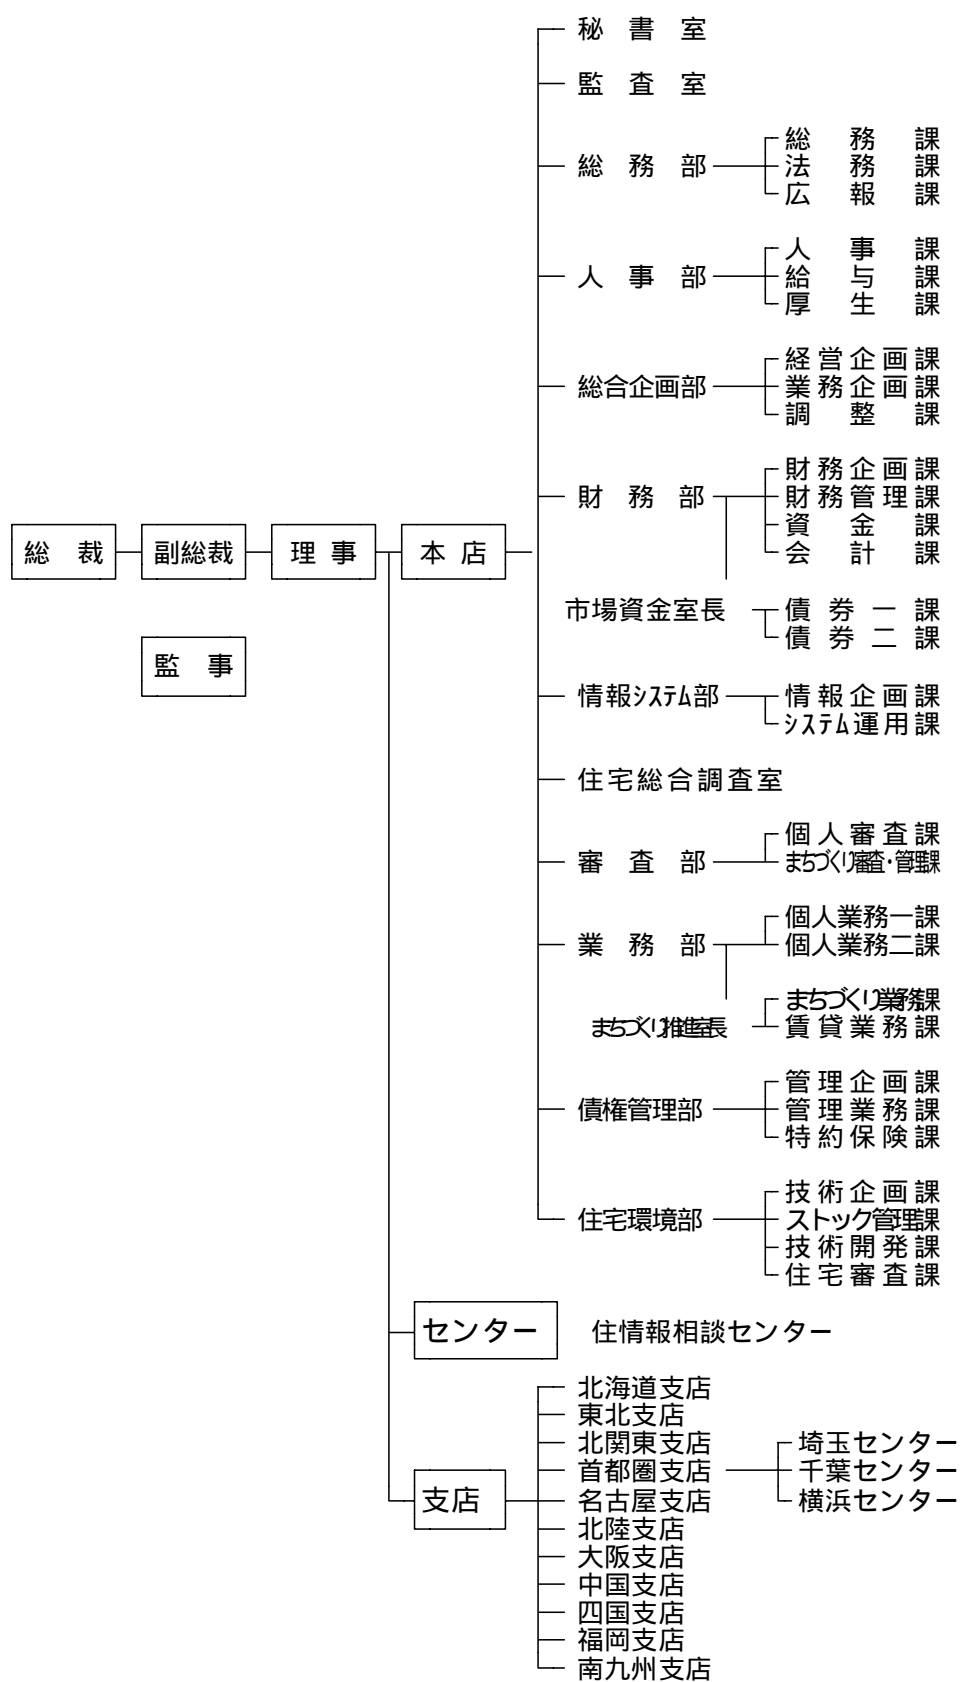 秘書室
監査室
総務部
総務課
法務課
広報課
人事部
人事課
給与課
厚生課
総合企画部
経営企画課
業務企画課
調整課
財務部
財務企画課
財務管理課
資金課
会計課
総裁
副総裁
理事
本店
市場資金室長
債券一課
債券二課
監事
情報ｼｽﾃﾑ部
情報企画課
ｼｽﾃﾑ運用課
住宅総合調査室
審査部
個人審査課
まちづくり審査・管理課
業務部
個人業務一課
個人業務二課
まちづくり推進室長
まちづくり業務課
賃貸業務課
債権管理部
管理企画課
管理業務課
特約保険課
住宅環境部
技術企画課
ストック管理課
技術開発課
住宅審査課
センター
住情報相談センター
支店
北海道支店
東北支店
北関東支店
首都圏支店
埼玉センター
千葉センター
横浜センター
名古屋支店
北陸支店
大阪支店
中国支店
四国支店
福岡支店
南九州支店